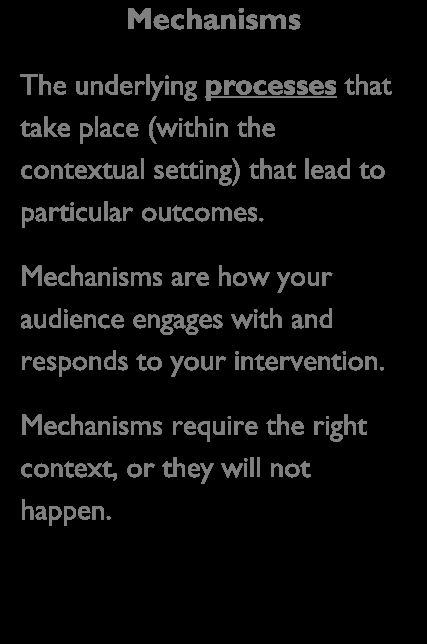 Mechanisms
The underlying processes that
take place (within the
contextual setting) that lead to
particular outcomes.
Mechanisms are how your
audience engages with and
responds to your intervention.
Mechanisms require the right
context, or they will not
happen.